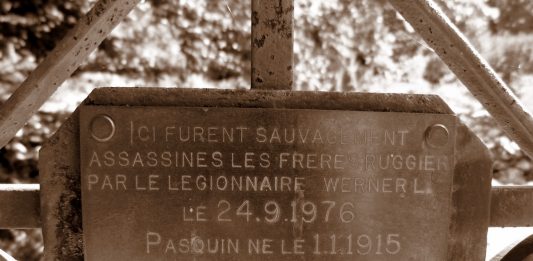 ICI FURENT SAUVAGEMENT
ASSASSINES LES FRERES RUGGIERI
PAR LE LEGIONNAIRE WERNER L.
LE 24.9.1976
PASQUIN NE LE 1.1.1915